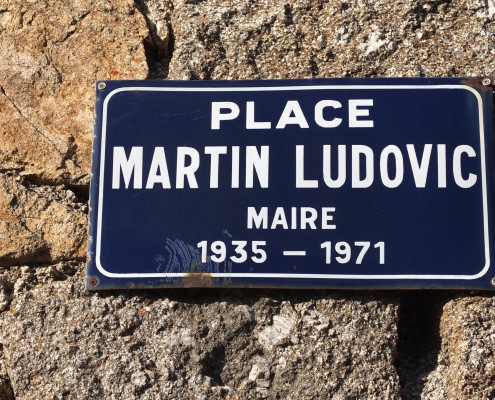 PLACE
MARTIN LUDOVIC
MAIRE
1935 – 1971